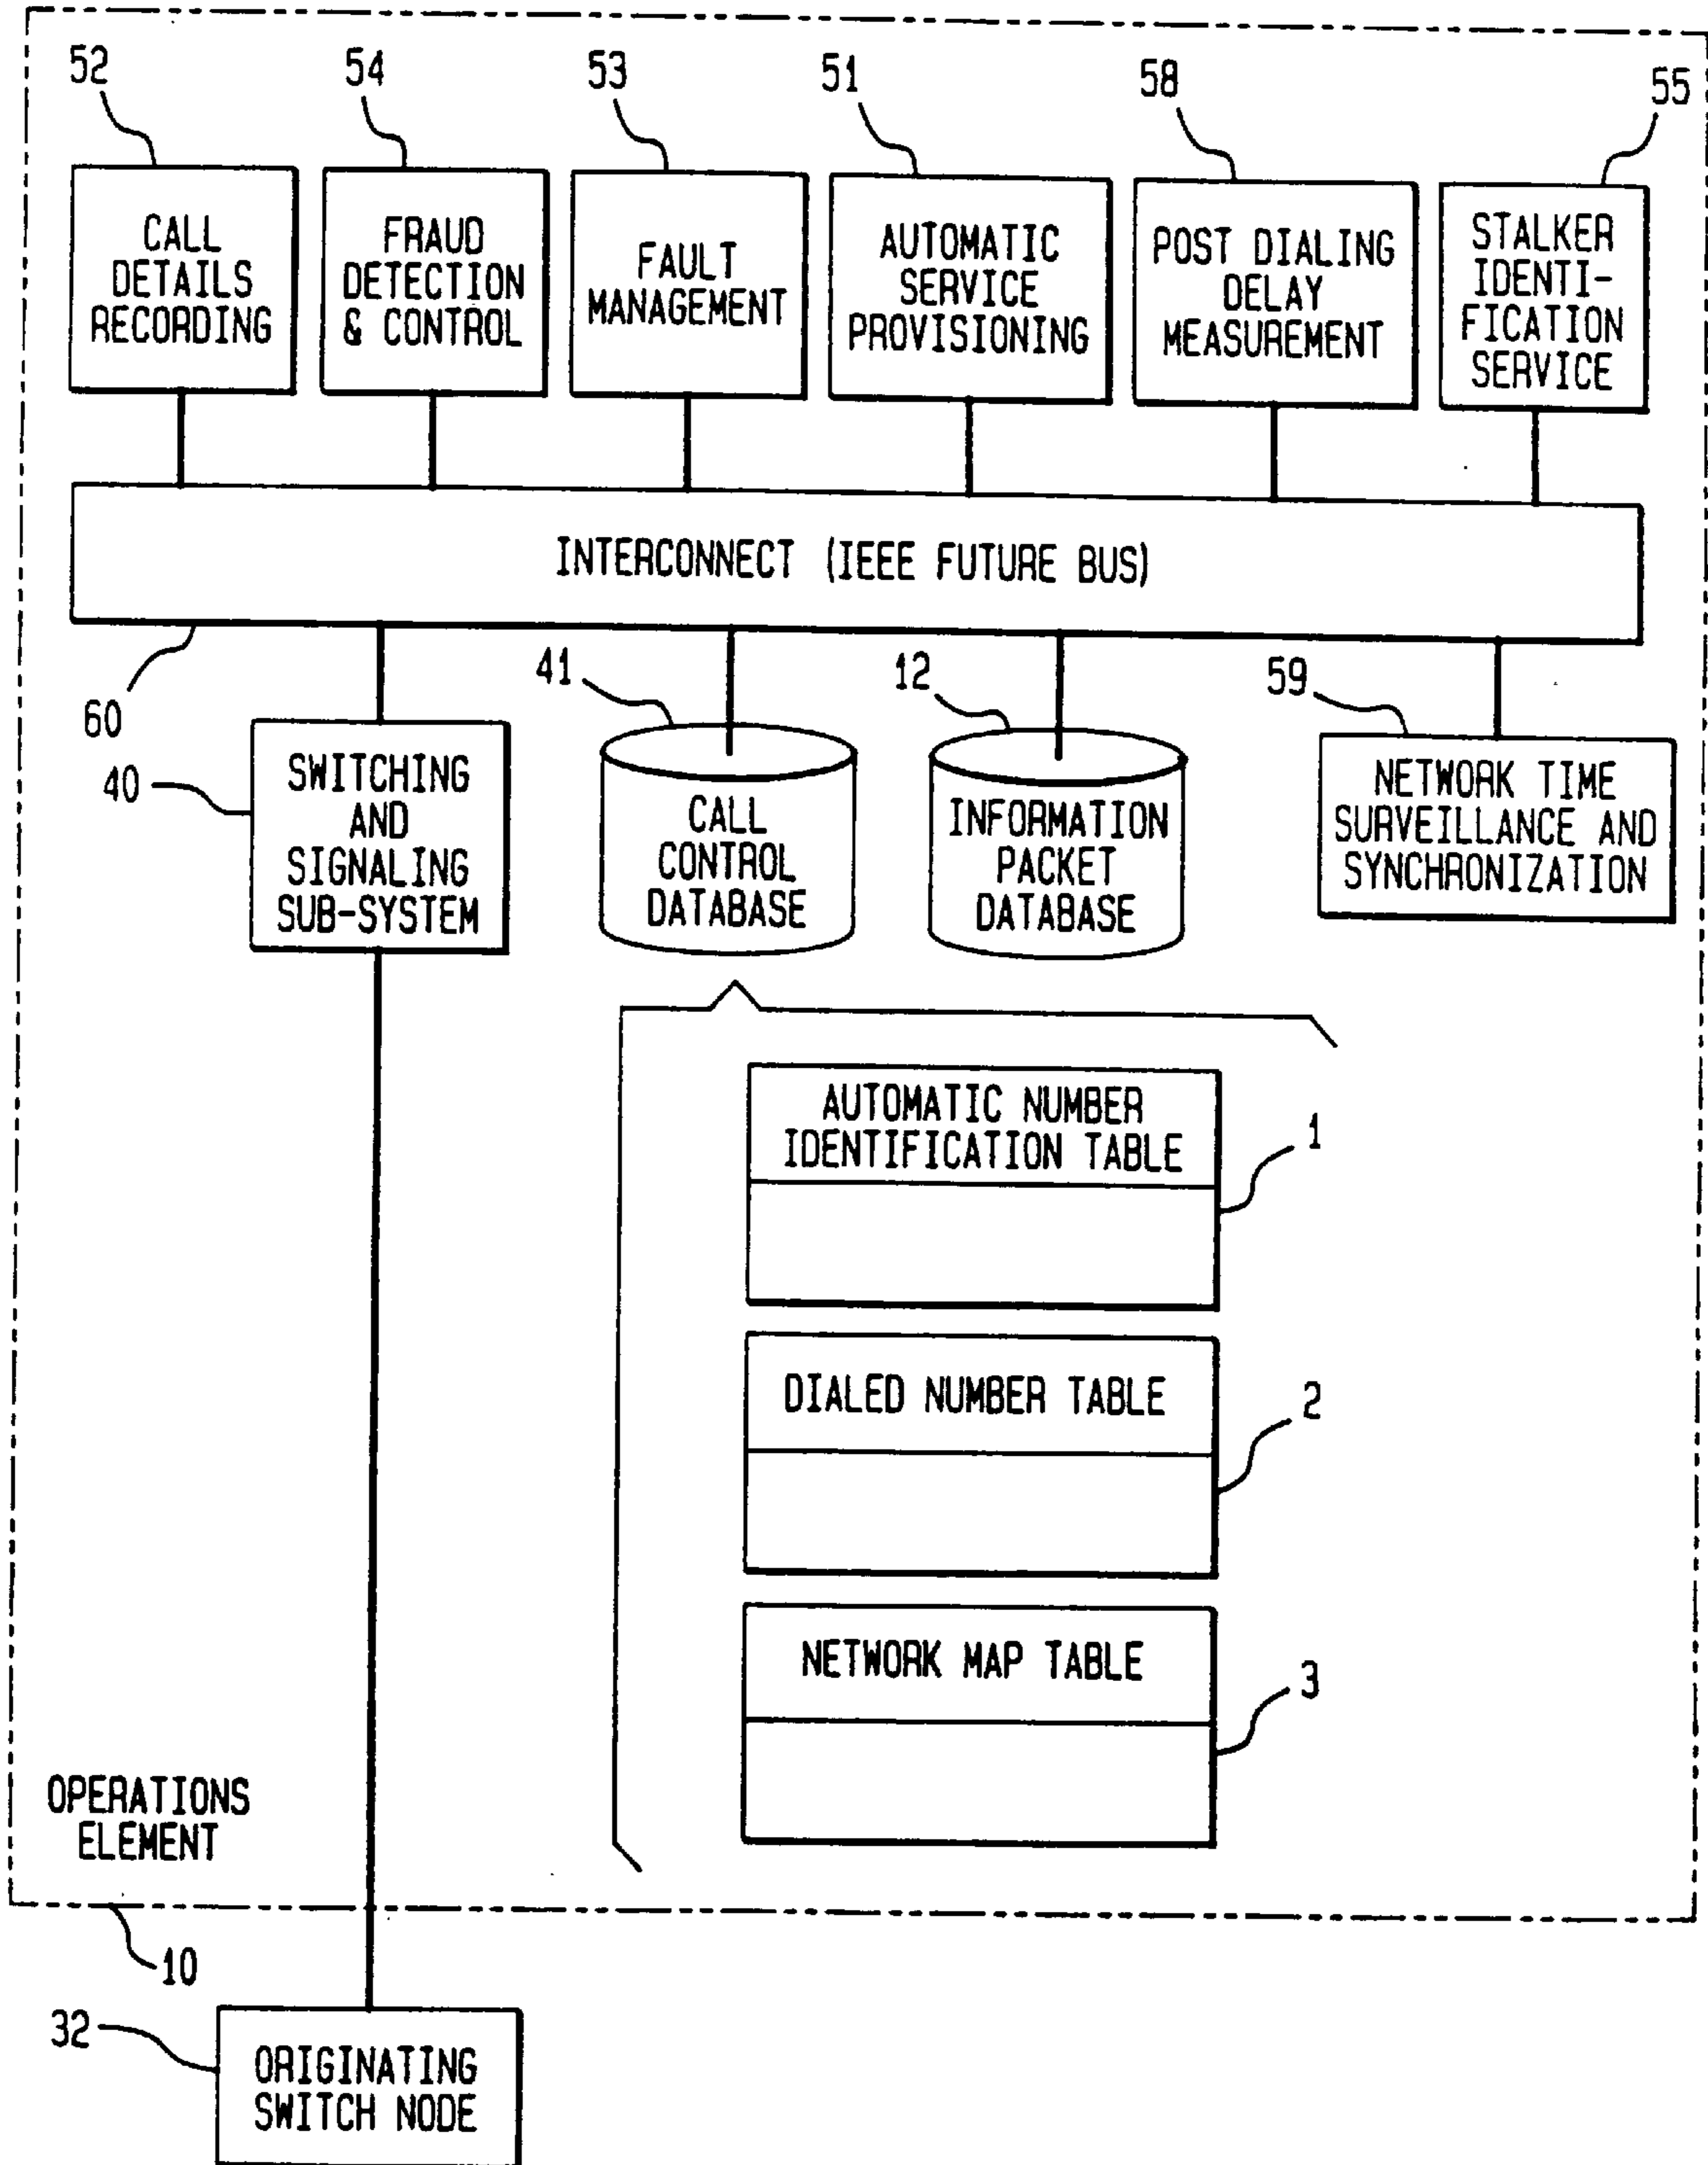 52
54
53
51
58
55
CALL
DETAILS
RECORDING
FRAUD
DETECTION
& CONTROL
FAULT
MANAGEMENT
AUTOMATIC
SERVICE
PROVISIONING
POST DIALING
DELAY
MEASUREMENT
STALKER
IDENTI-
FICATION
SERVICE
INTERCONNECT (IEEE FUTURE BUS)
60
41
12
59
40
SWITCHING
AND
SIGNALING
SUB-SYSTEM
CALL
CONTROL
DATABASE
INFORMATION
PACKET
DATABASE
NETWORK TIME
SURVEILLANCE AND
SYNCHRONIZATION
AUTOMATIC NUMBER
IDENTIFICATION TABLE
1
DIALED NUMBER TABLE
2
NETWORK MAP TABLE
3
OPERATIONS
ELEMENT
10
32
ORIGINATING
SWITCH NODE